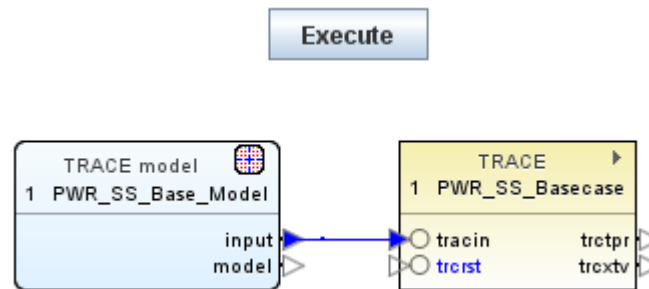 Execute
TRACE model
1 PWR_SS_Base_Model
input
model
TRACE
1 PWR_SS_Basecase
tracin trctpr
trcrst trcxtv